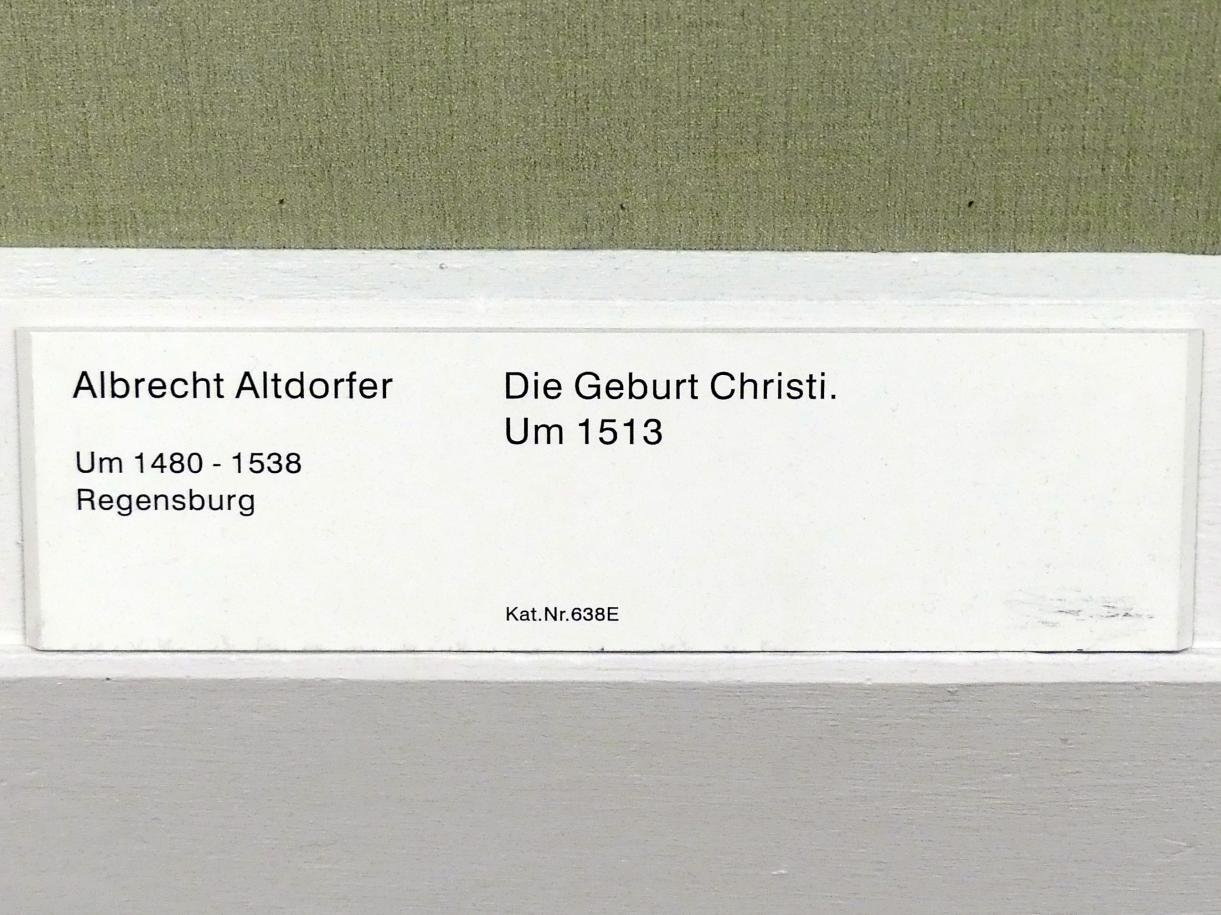 Albrecht Altdorfer
Um 1480 - 1538
Regensburg
Die Geburt Christi.
Um 1513
Kat.Nr.638E